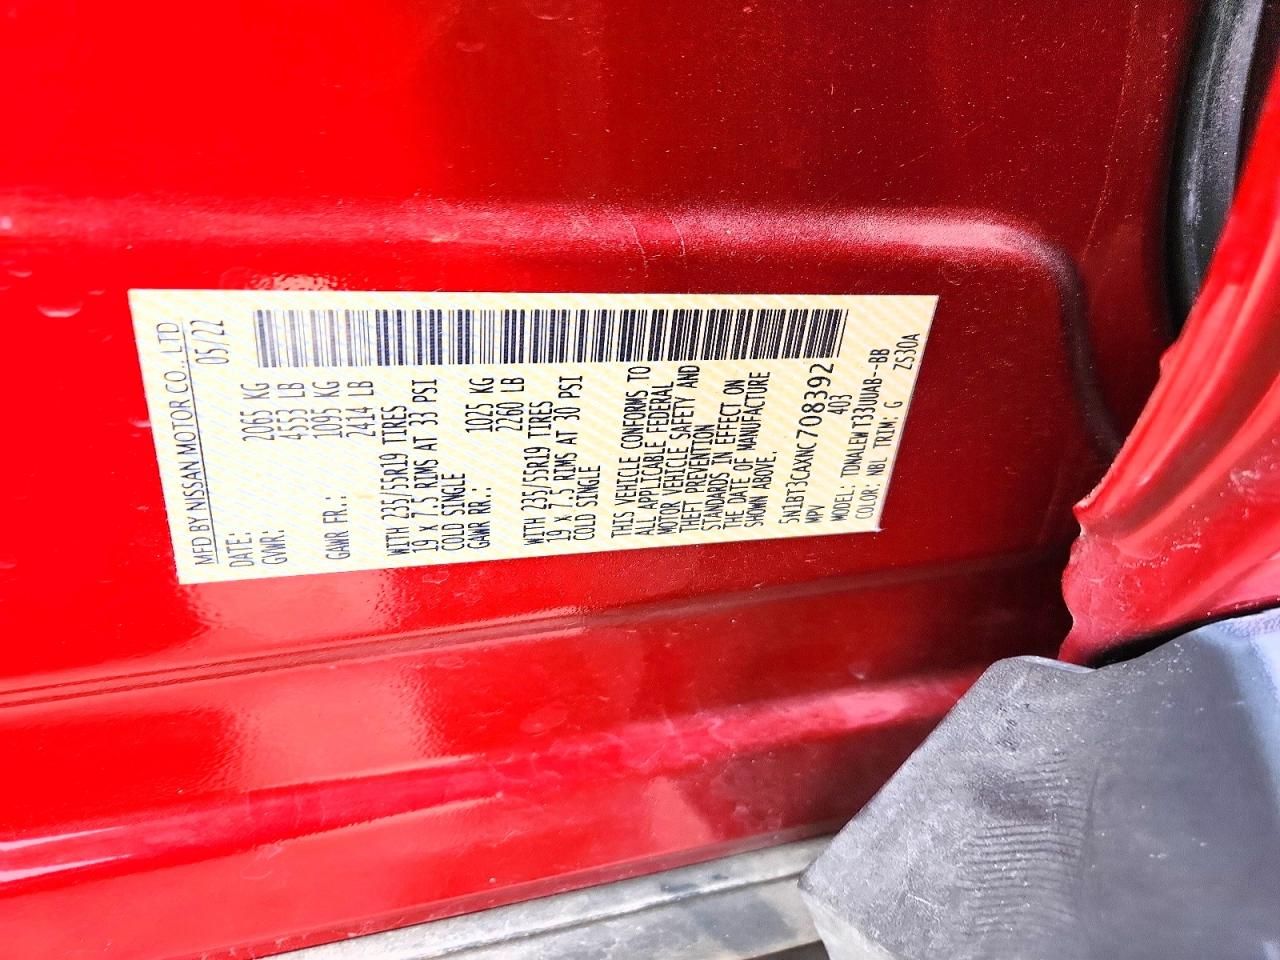 MFD BY NISSAN MOTOR CO., LTD
DATE: 05/22
GVWR: 2065 KG
4553 LB
GAWR FR.: 1095 KG
2414 LB
WITH 235/55R19 TIRES
19 x 7.5 RIMS AT 33 PSI
COLD SINGLE
GAWR RR.: 1025 KG
2260 LB
WITH 235/55R19 TIRES
19 x 7.5 RIMS AT 30 PSI
COLD SINGLE
THIS VEHICLE CONFORMS TO
ALL APPLICABLE FEDERAL
MOTOR VEHICLE SAFETY AND
THEFT PREVENTION
STANDARDS IN EFFECT ON
THE DATE OF MANUFACTURE
SHOWN ABOVE.
5N1BT3CAXNC708392
MPV 403
MODEL: TDNALEWT33UUAB--BB
COLOR: NBL TRIM: G ZS30A